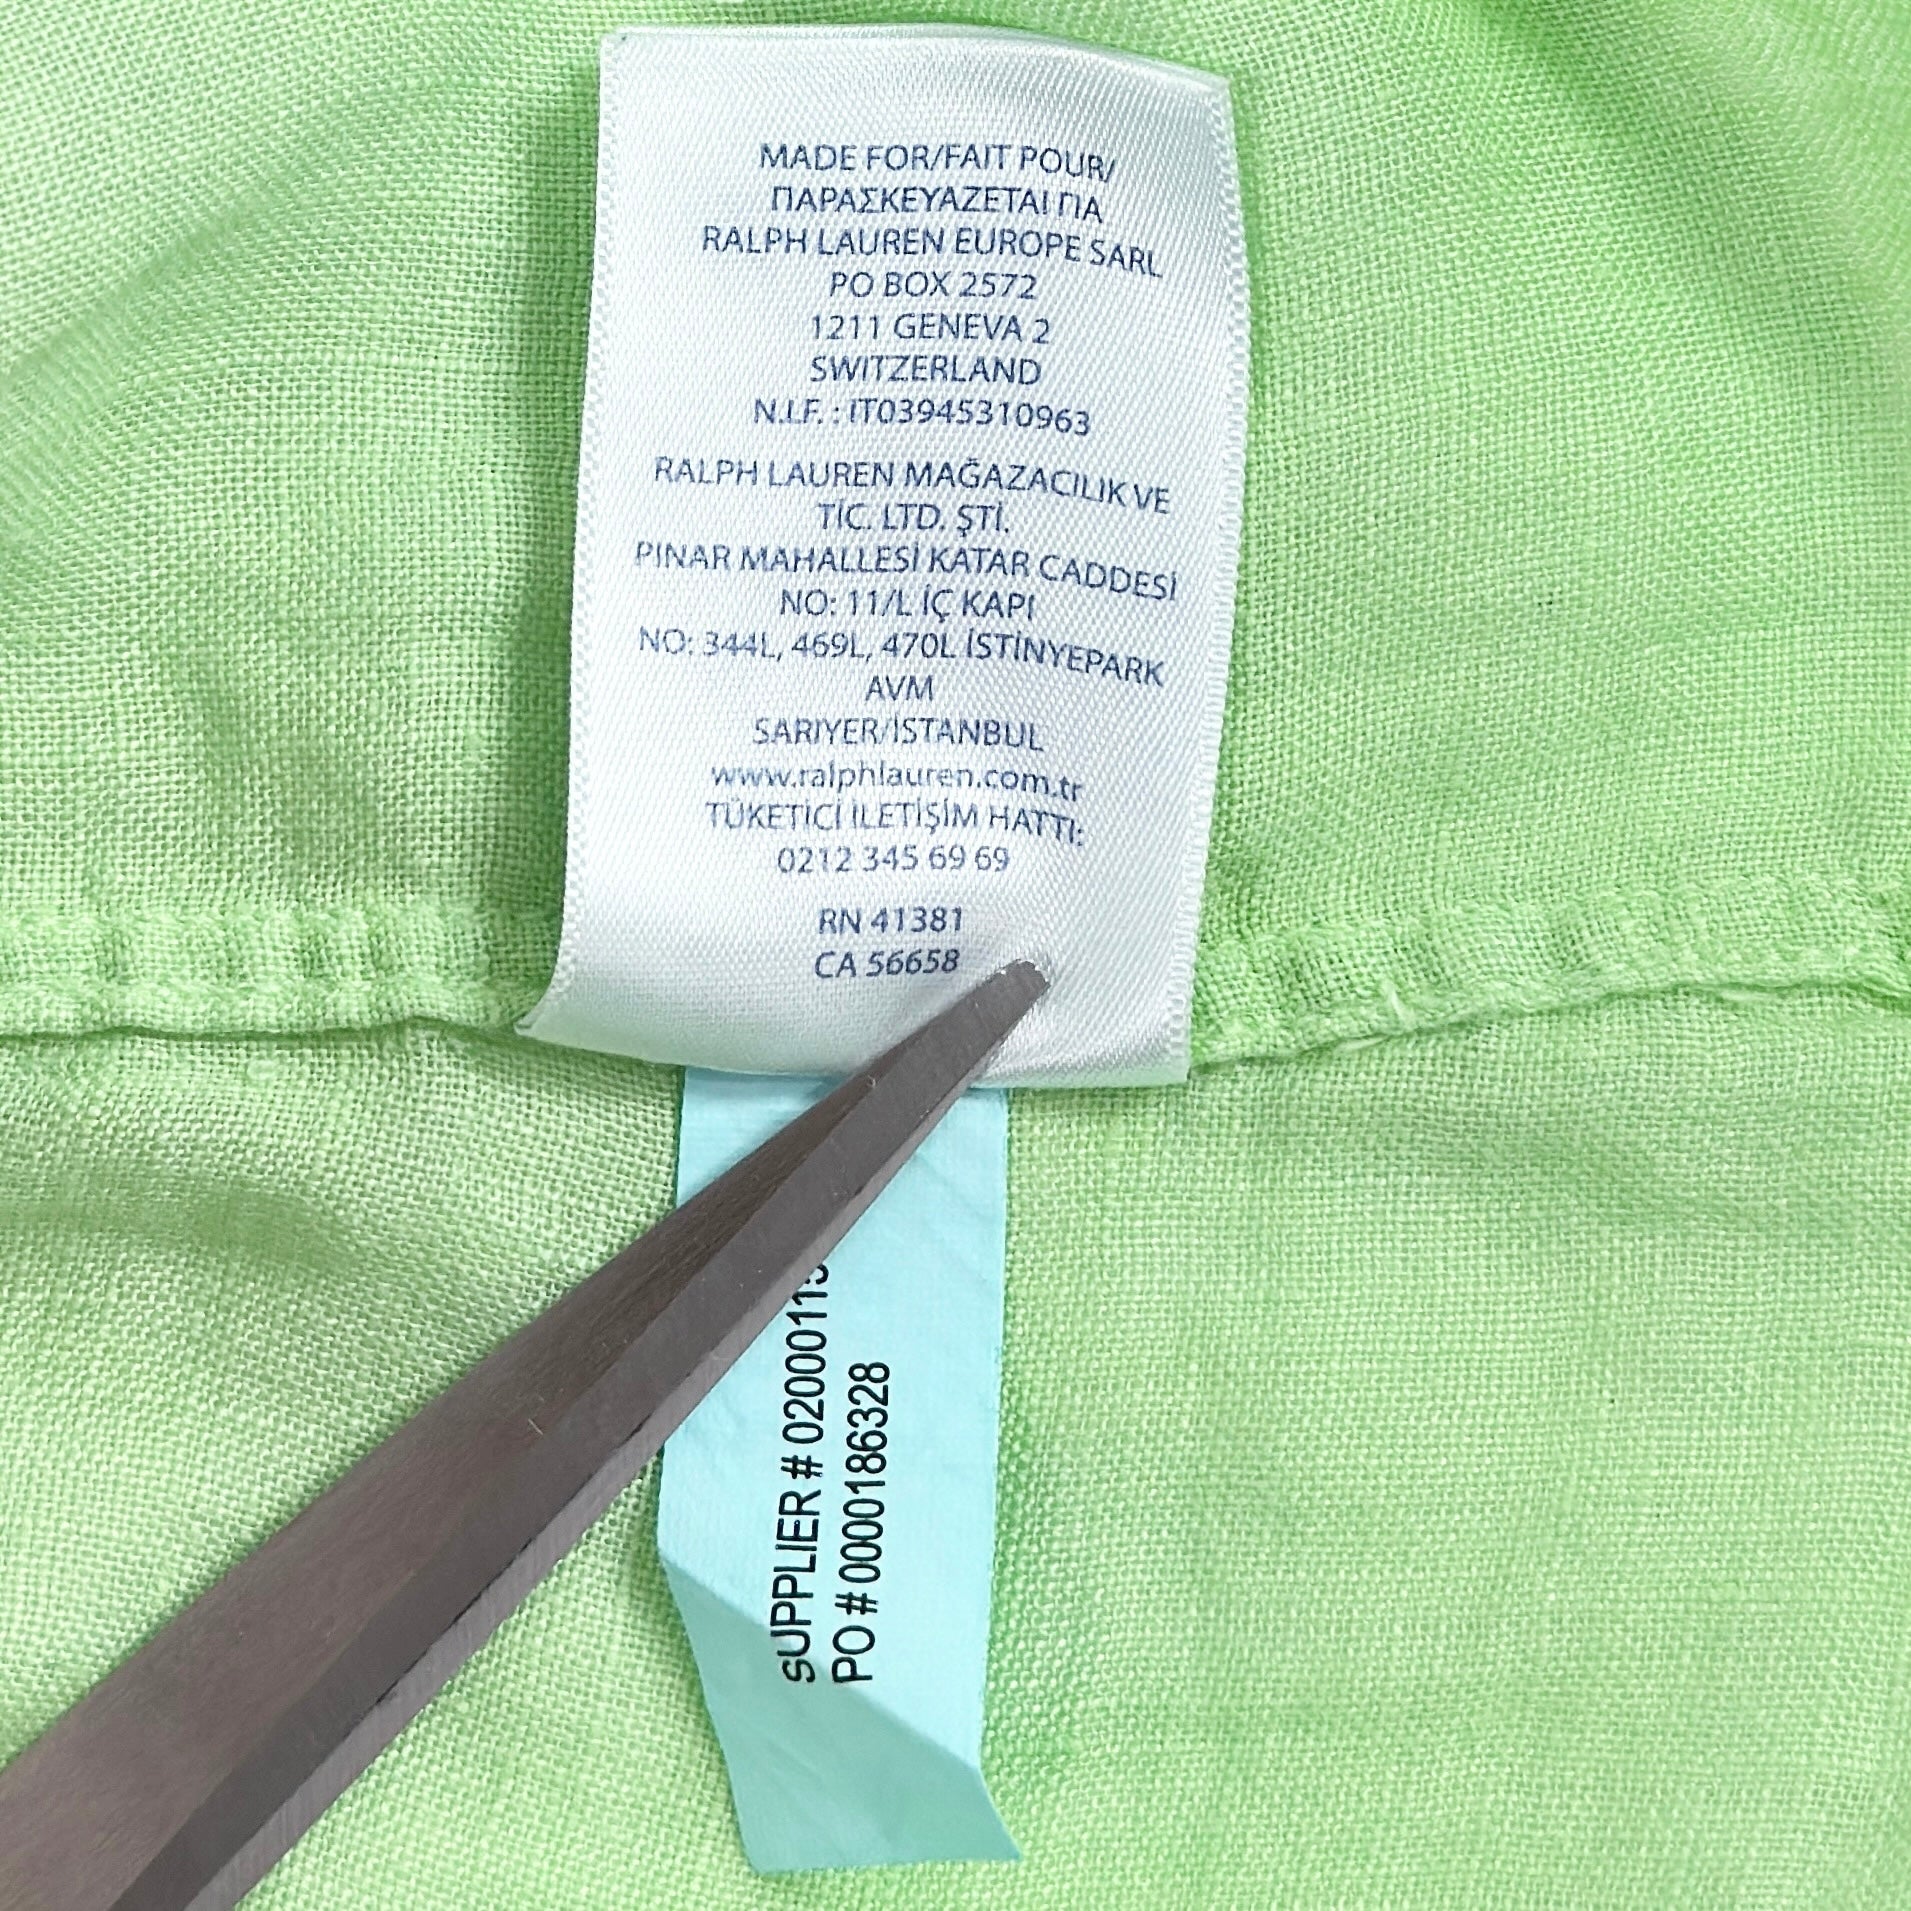 MADE FOR/FAIT POUR/
ΠΑΡΑΣΚΕΥΑΖΕΤΑΙ ΓΙΑ
RALPH LAUREN EUROPE SARL
PO BOX 2572
1211 GENEVA 2
SWITZERLAND
N.I.F. : IT03945310963
RALPH LAUREN MAĞAZACILIK VE
TİC. LTD. ŞTİ.
PINAR MAHALLESİ KATAR CADDESİ
NO: 11/L İÇ KAPI
NO: 344L, 469L, 470L İSTİNYEPARK
AVM
SARIYER/İSTANBUL
www.ralphlauren.com.tr
TÜKETİCİ İLETİŞİM HATTI:
0212 345 69 69
RN 41381
CA 56658
SUPPLIER #
PO # 0000186328